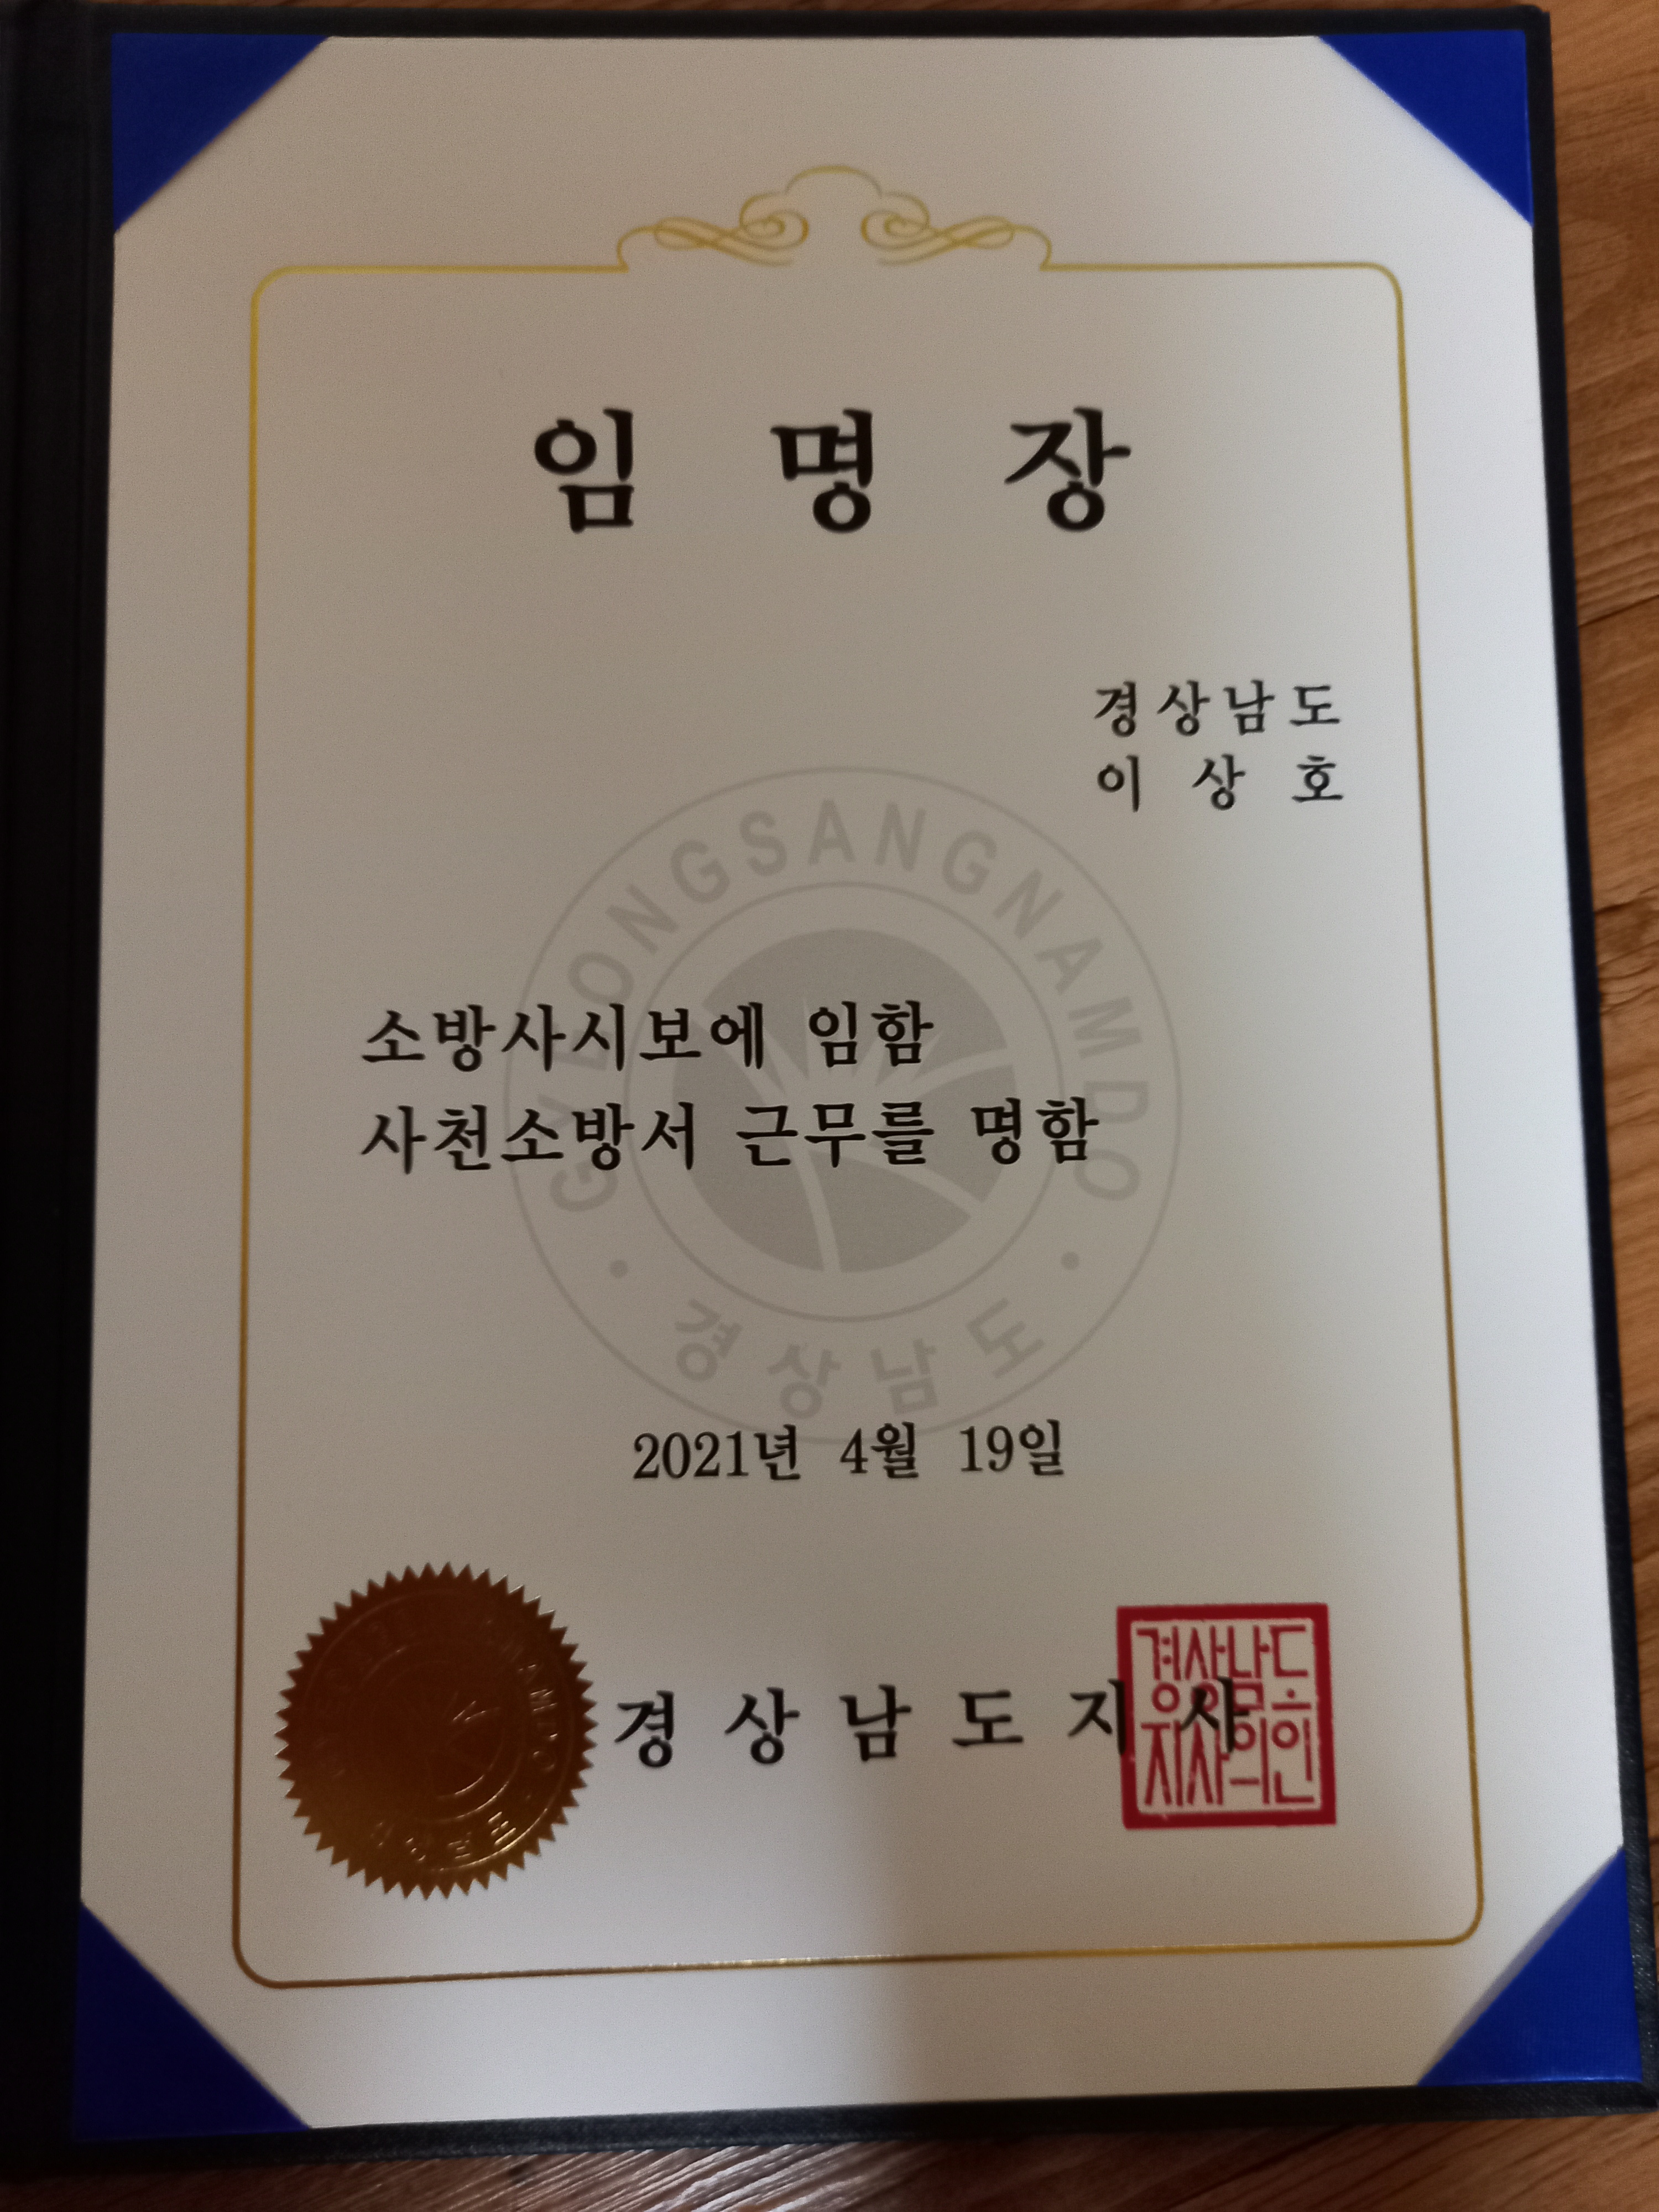 임 명 장
경상남도
이 상 호
GYEONGSANGNAMDO
소방사시보에 임함
사천소방서 근무를 명함
· 경상남도 ·
2021년 4월 19일
경 상 남 도 지 사
경상남도
지사의인